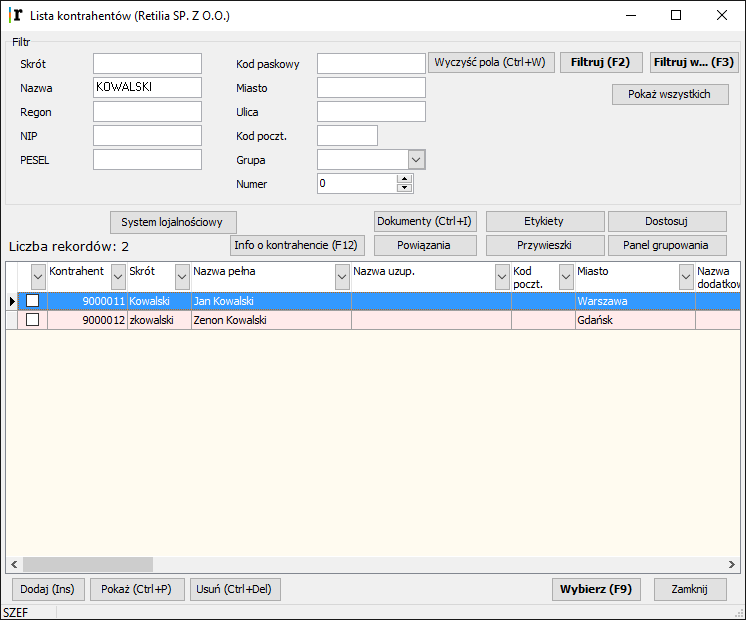 r Lista kontrahentów (Retilia SP. Z O.O.)
Filtr
Skrót Kod paskowy Wyczyść pola (Ctrl+W) Filtruj (F2) Filtruj w... (F3)
Nazwa KOWALSKI Miasto Pokaż wszystkich
Regon Ulica
NIP Kod poczt.
PESEL Grupa
Numer 0
System lojalnościowy Dokumenty (Ctrl+I) Etykiety Dostosuj
Liczba rekordów: 2 Info o kontrahencie (F12) Powiązania Przywieszki Panel grupowania
Kontrahent Skrót Nazwa pełna Nazwa uzup. Kod Miasto Nazwa
poczt. dodatkow
9000011 Kowalski Jan Kowalski Warszawa
9000012 zkowalski Zenon Kowalski Gdańsk
Dodaj (Ins) Pokaż (Ctrl+P) Usuń (Ctrl+Del) Wybierz (F9) Zamknij
SZEF